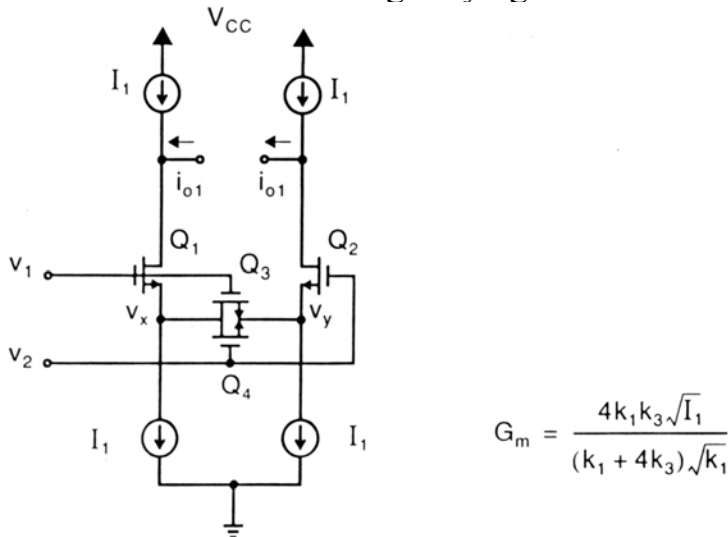 V_CC
I₁ I₁
i_o1 i_o1
Q₁ Q₂
v₁ Q₃
v_x v_y
v₂
Q₄
I₁ I₁
G_m = 4k₁k₃√I₁ / (k₁ + 4k₃)√k₁